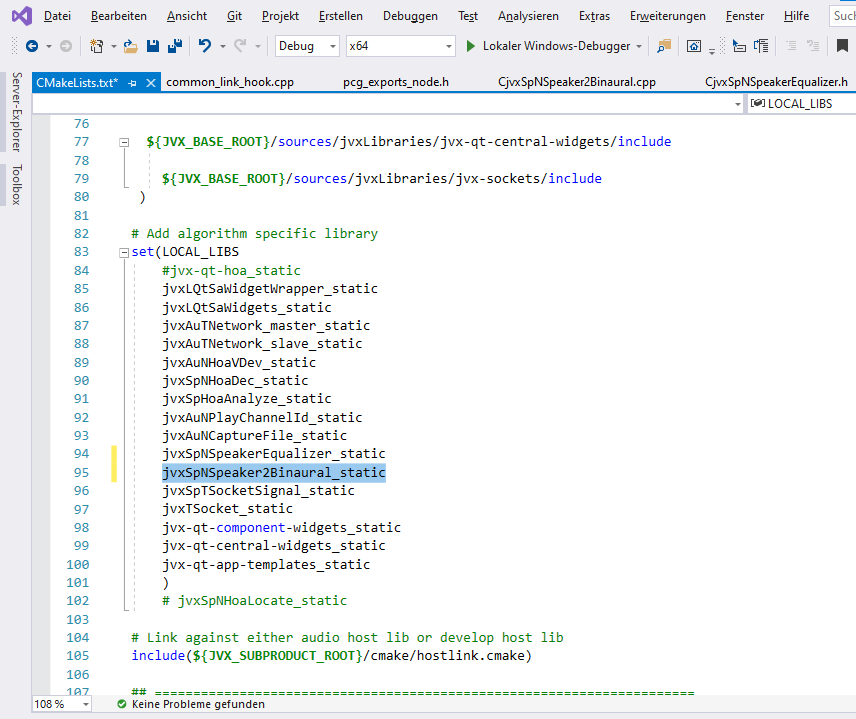 Datei Bearbeiten Ansicht Git Projekt Erstellen Debuggen Test Analysieren Extras Erweiterungen Fenster Hilfe Such
Debug x64 Lokaler Windows-Debugger
CMakeLists.txt* common_link_hook.cpp pcg_exports_node.h CjvxSpNSpeaker2Binaural.cpp CjvxSpNSpeakerEqualizer.h
LOCAL_LIBS
Server-Explorer
Toolbox
76
77 ${JVX_BASE_ROOT}/sources/jvxLibraries/jvx-qt-central-widgets/include
78
79 ${JVX_BASE_ROOT}/sources/jvxLibraries/jvx-sockets/include
80 )
81
82 # Add algorithm specific library
83 set(LOCAL_LIBS
84 #jvx-qt-hoa_static
85 jvxLQtSaWidgetWrapper_static
86 jvxLQtSaWidgets_static
87 jvxAuTNetwork_master_static
88 jvxAuTNetwork_slave_static
89 jvxAuNHoaVDev_static
90 jvxSpNHoaDec_static
91 jvxSpHoaAnalyze_static
92 jvxAuNPlayChannelId_static
93 jvxAuNCaptureFile_static
94 jvxSpNSpeakerEqualizer_static
95 jvxSpNSpeaker2Binaural_static
96 jvxSpTSocketSignal_static
97 jvxTSocket_static
98 jvx-qt-component-widgets_static
99 jvx-qt-central-widgets_static
100 jvx-qt-app-templates_static
101 )
102 # jvxSpNHoaLocate_static
103
104 # Link against either audio host lib or develop host lib
105 include(${JVX_SUBPRODUCT_ROOT}/cmake/hostlink.cmake)
106
107 ## ======================================================================
108 % Keine Probleme gefunden